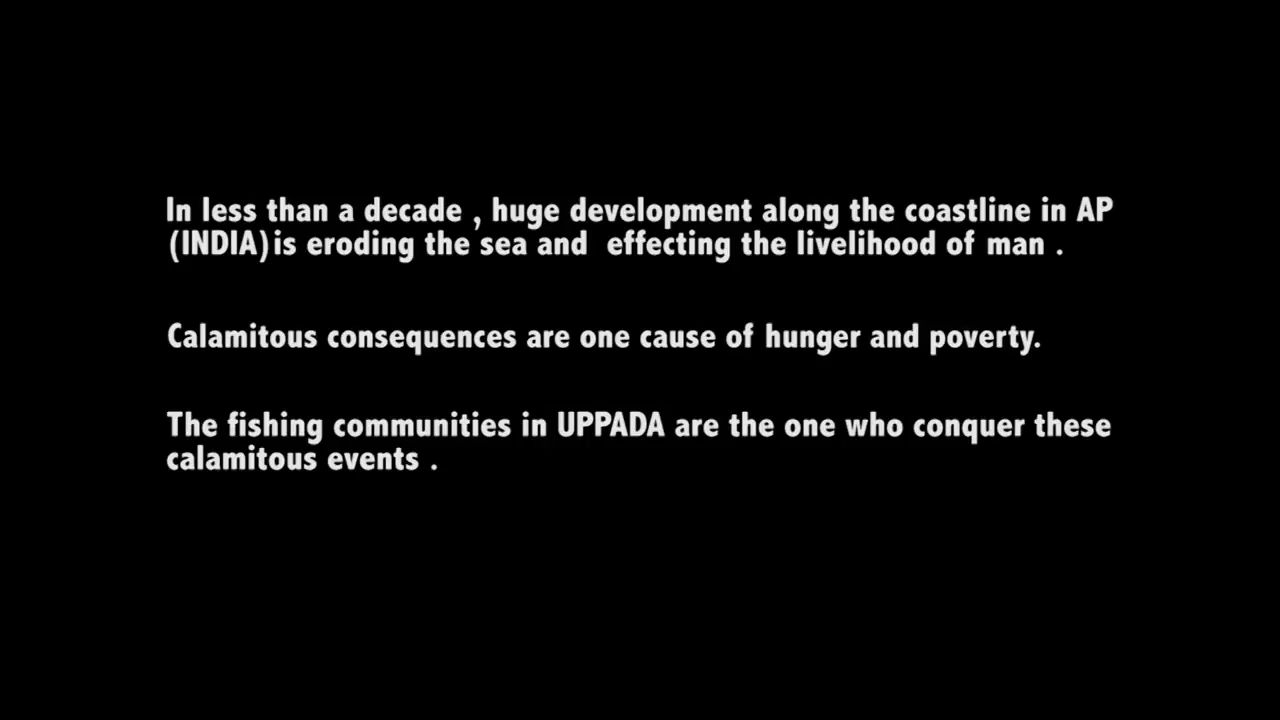 In less than a decade , huge development along the coastline in AP
(INDIA)is eroding the sea and  effecting the livelihood of man .
Calamitous consequences are one cause of hunger and poverty.
The fishing communities in UPPADA are the one who conquer these
calamitous events .